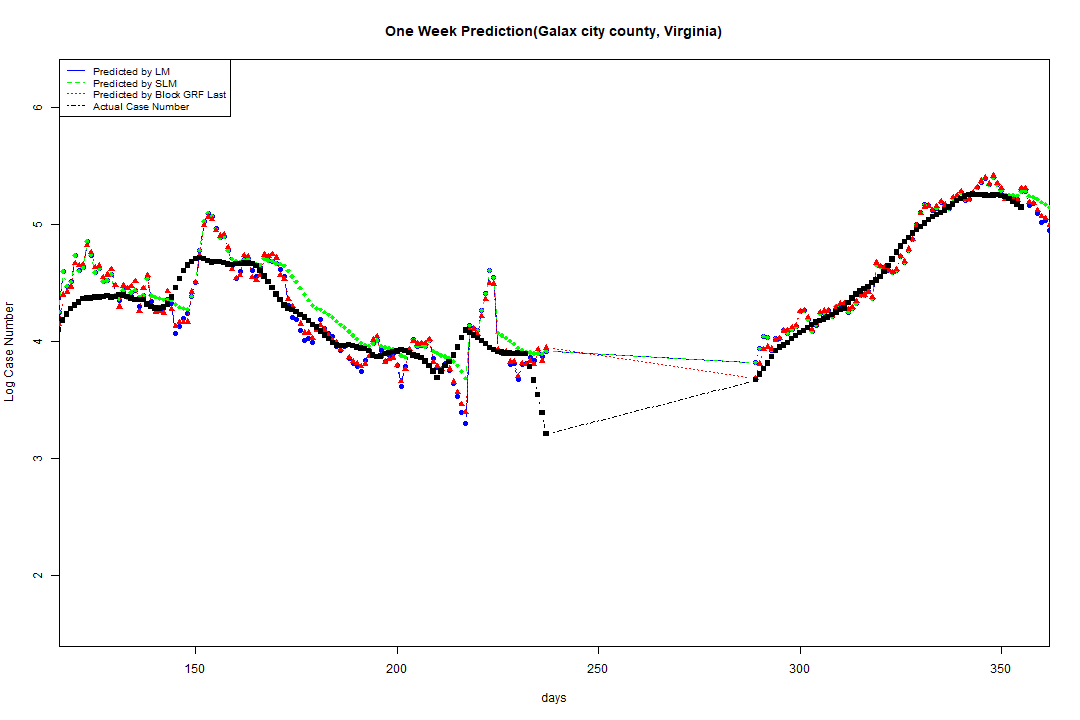 One Week Prediction(Galax city county, Virginia)
Predicted by LM
Predicted by SLM
Predicted by Block GRF Last
Actual Case Number
6
5
4
3
2
Log Case Number
150 200 250 300 350
days